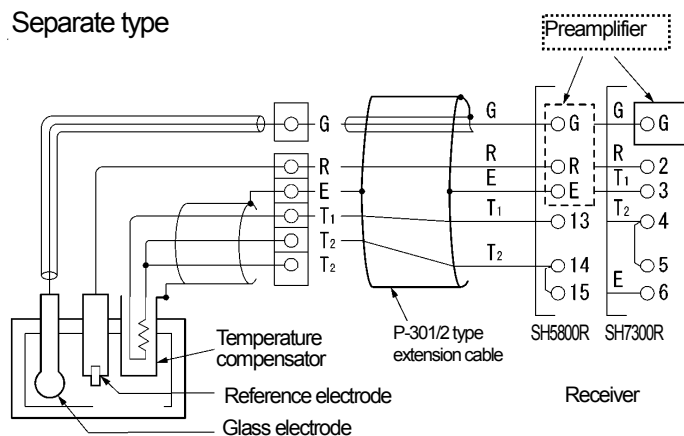 Separate type
Preamplifier
G G G G G
R R R R 2
E E E T₁ 3
T₁ T₁ 13 T₂ 4
T₂ T₂ 14 5
T₂ 15 E 6
P-301/2 type
extension cable
SH5800R SH7300R
Temperature
compensator
Reference electrode
Receiver
Glass electrode